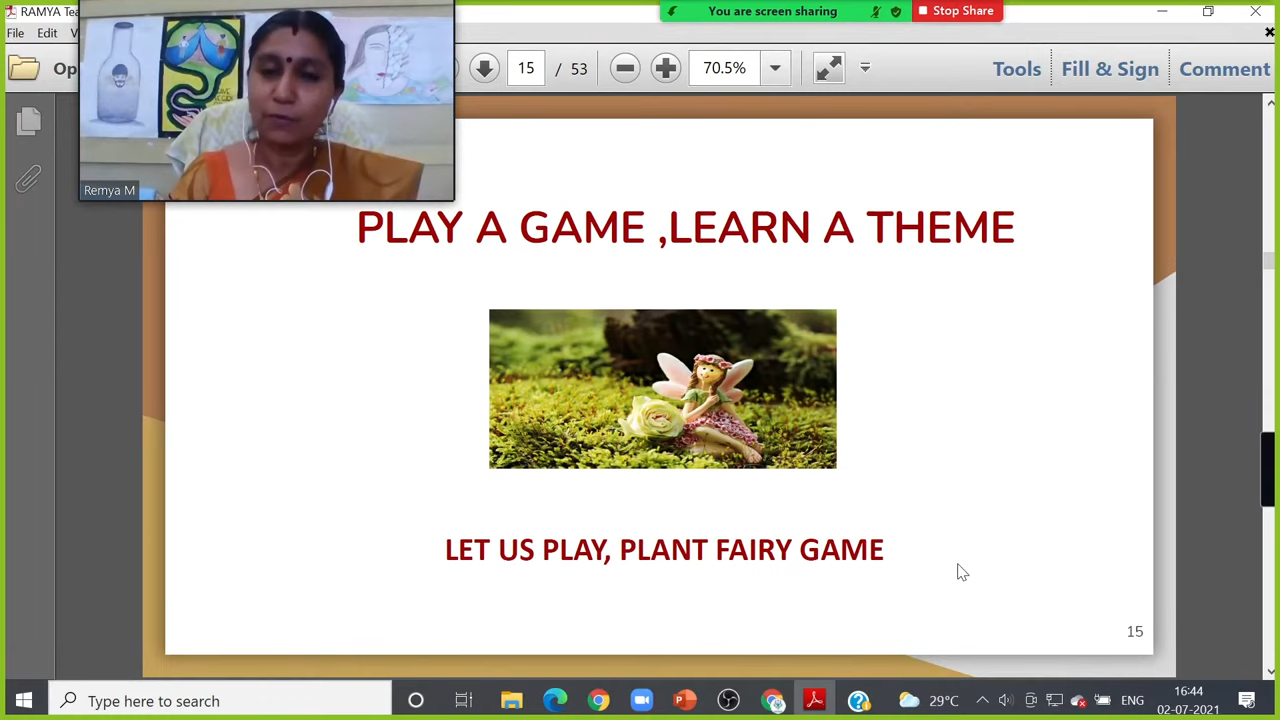 RAMYA Tea
You are screen sharing
Stop Share
File Edit V
Op
15 / 53
70.5%
Tools Fill & Sign Comment
Remya M
PLAY A GAME ,LEARN A THEME
LET US PLAY, PLANT FAIRY GAME
15
Type here to search
29°C
ENG
16:44
02-07-2021